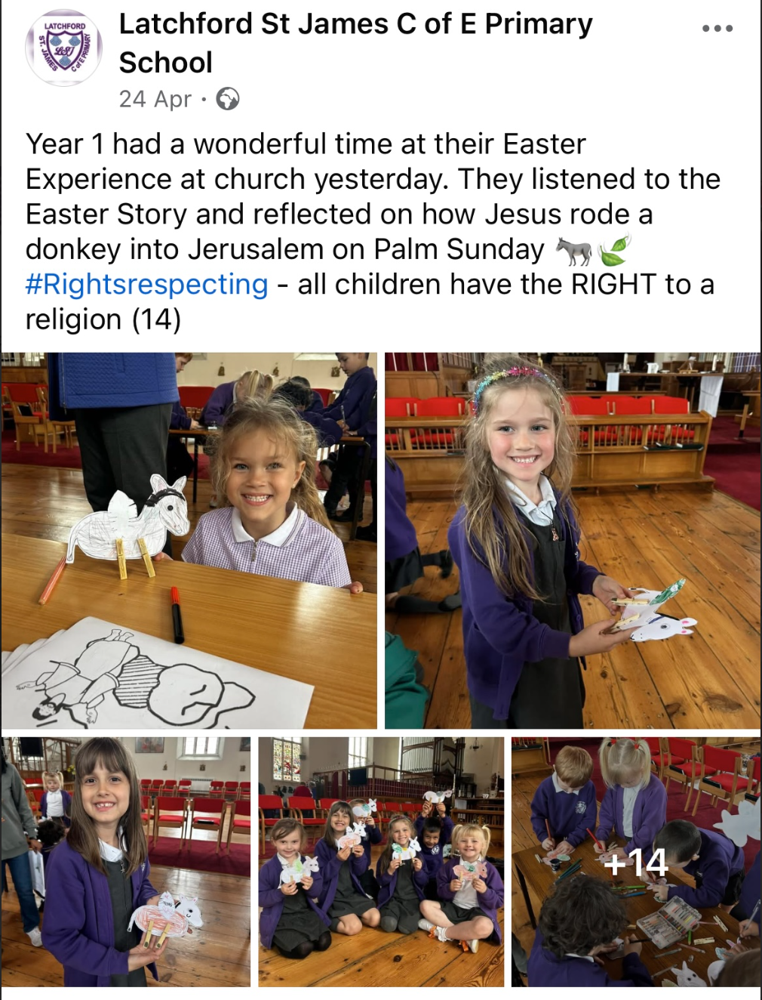 LATCHFORD
ST. JAMES
C of E PRIMARY
LSJ
Latchford St James C of E Primary
School
24 Apr ·
Year 1 had a wonderful time at their Easter
Experience at church yesterday. They listened to the
Easter Story and reflected on how Jesus rode a
donkey into Jerusalem on Palm Sunday 🫏🍃
#Rightsrespecting - all children have the RIGHT to a
religion (14)
+14